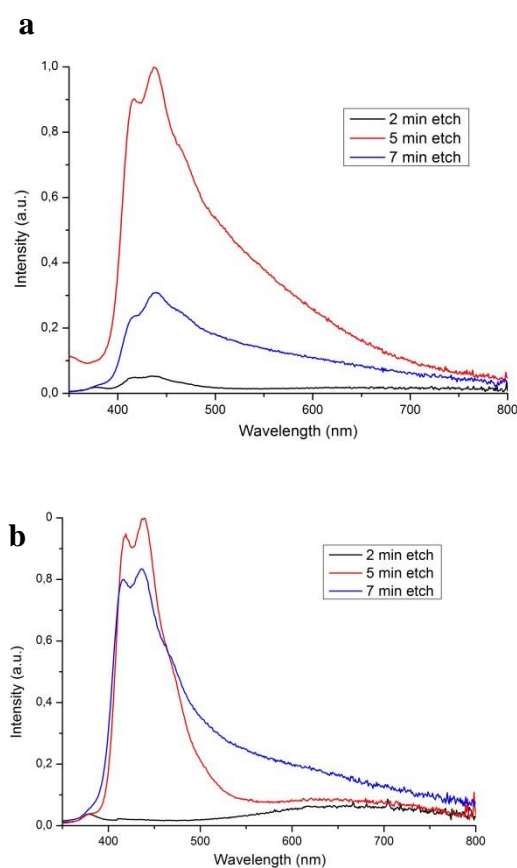 a
1,0
0,8
0,6
0,4
0,2
0,0
400 500 600 700 800
Wavelength (nm)
Intensity (a.u.)
2 min etch
5 min etch
7 min etch
b
0
0,8
0,6
0,4
0,2
0,0
400 500 600 700 800
Wavelength (nm)
Intensity (a.u.)
2 min etch
5 min etch
7 min etch